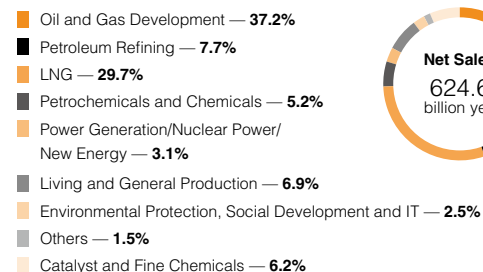 Oil and Gas Development — 37.2%
Petroleum Refining — 7.7%
LNG — 29.7%
Petrochemicals and Chemicals — 5.2%
Power Generation/Nuclear Power/
New Energy — 3.1%
Living and General Production — 6.9%
Environmental Protection, Social Development and IT — 2.5%
Others — 1.5%
Catalyst and Fine Chemicals — 6.2%
Net Sale
624.6
billion ye